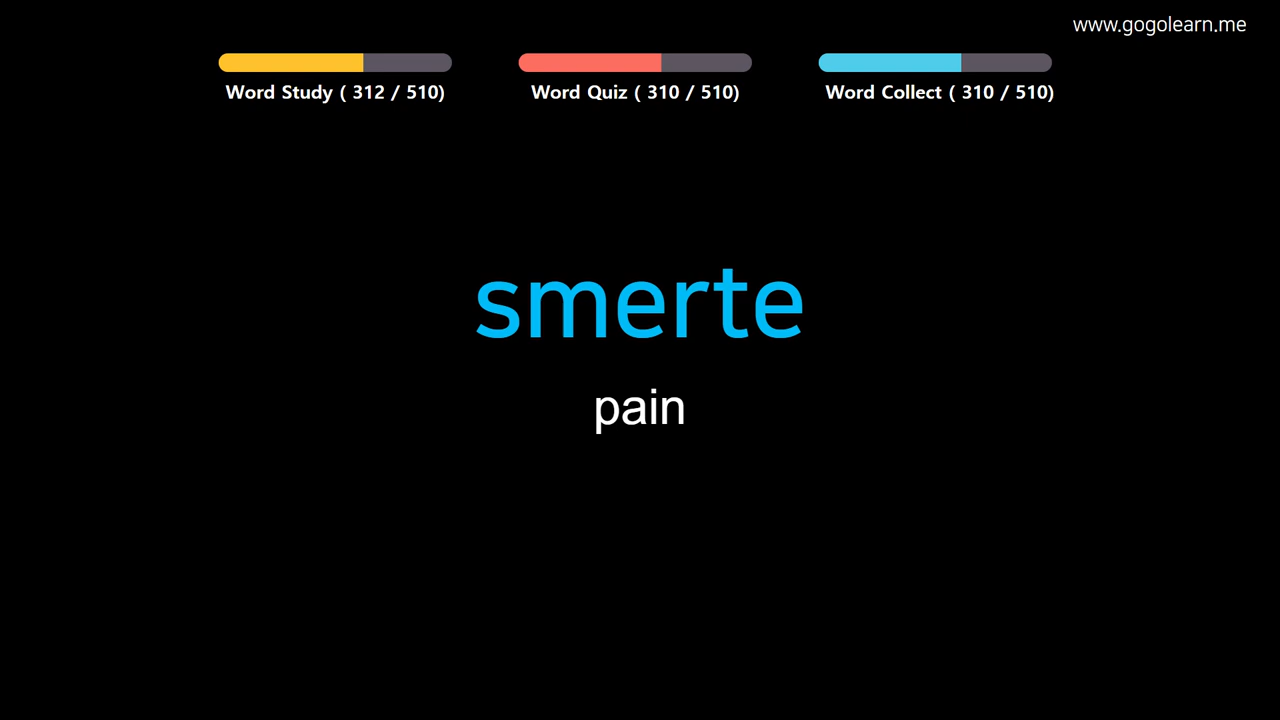 www.gogolearn.me
Word Study ( 312 / 510)
Word Quiz ( 310 / 510)
Word Collect ( 310 / 510)
smerte
pain